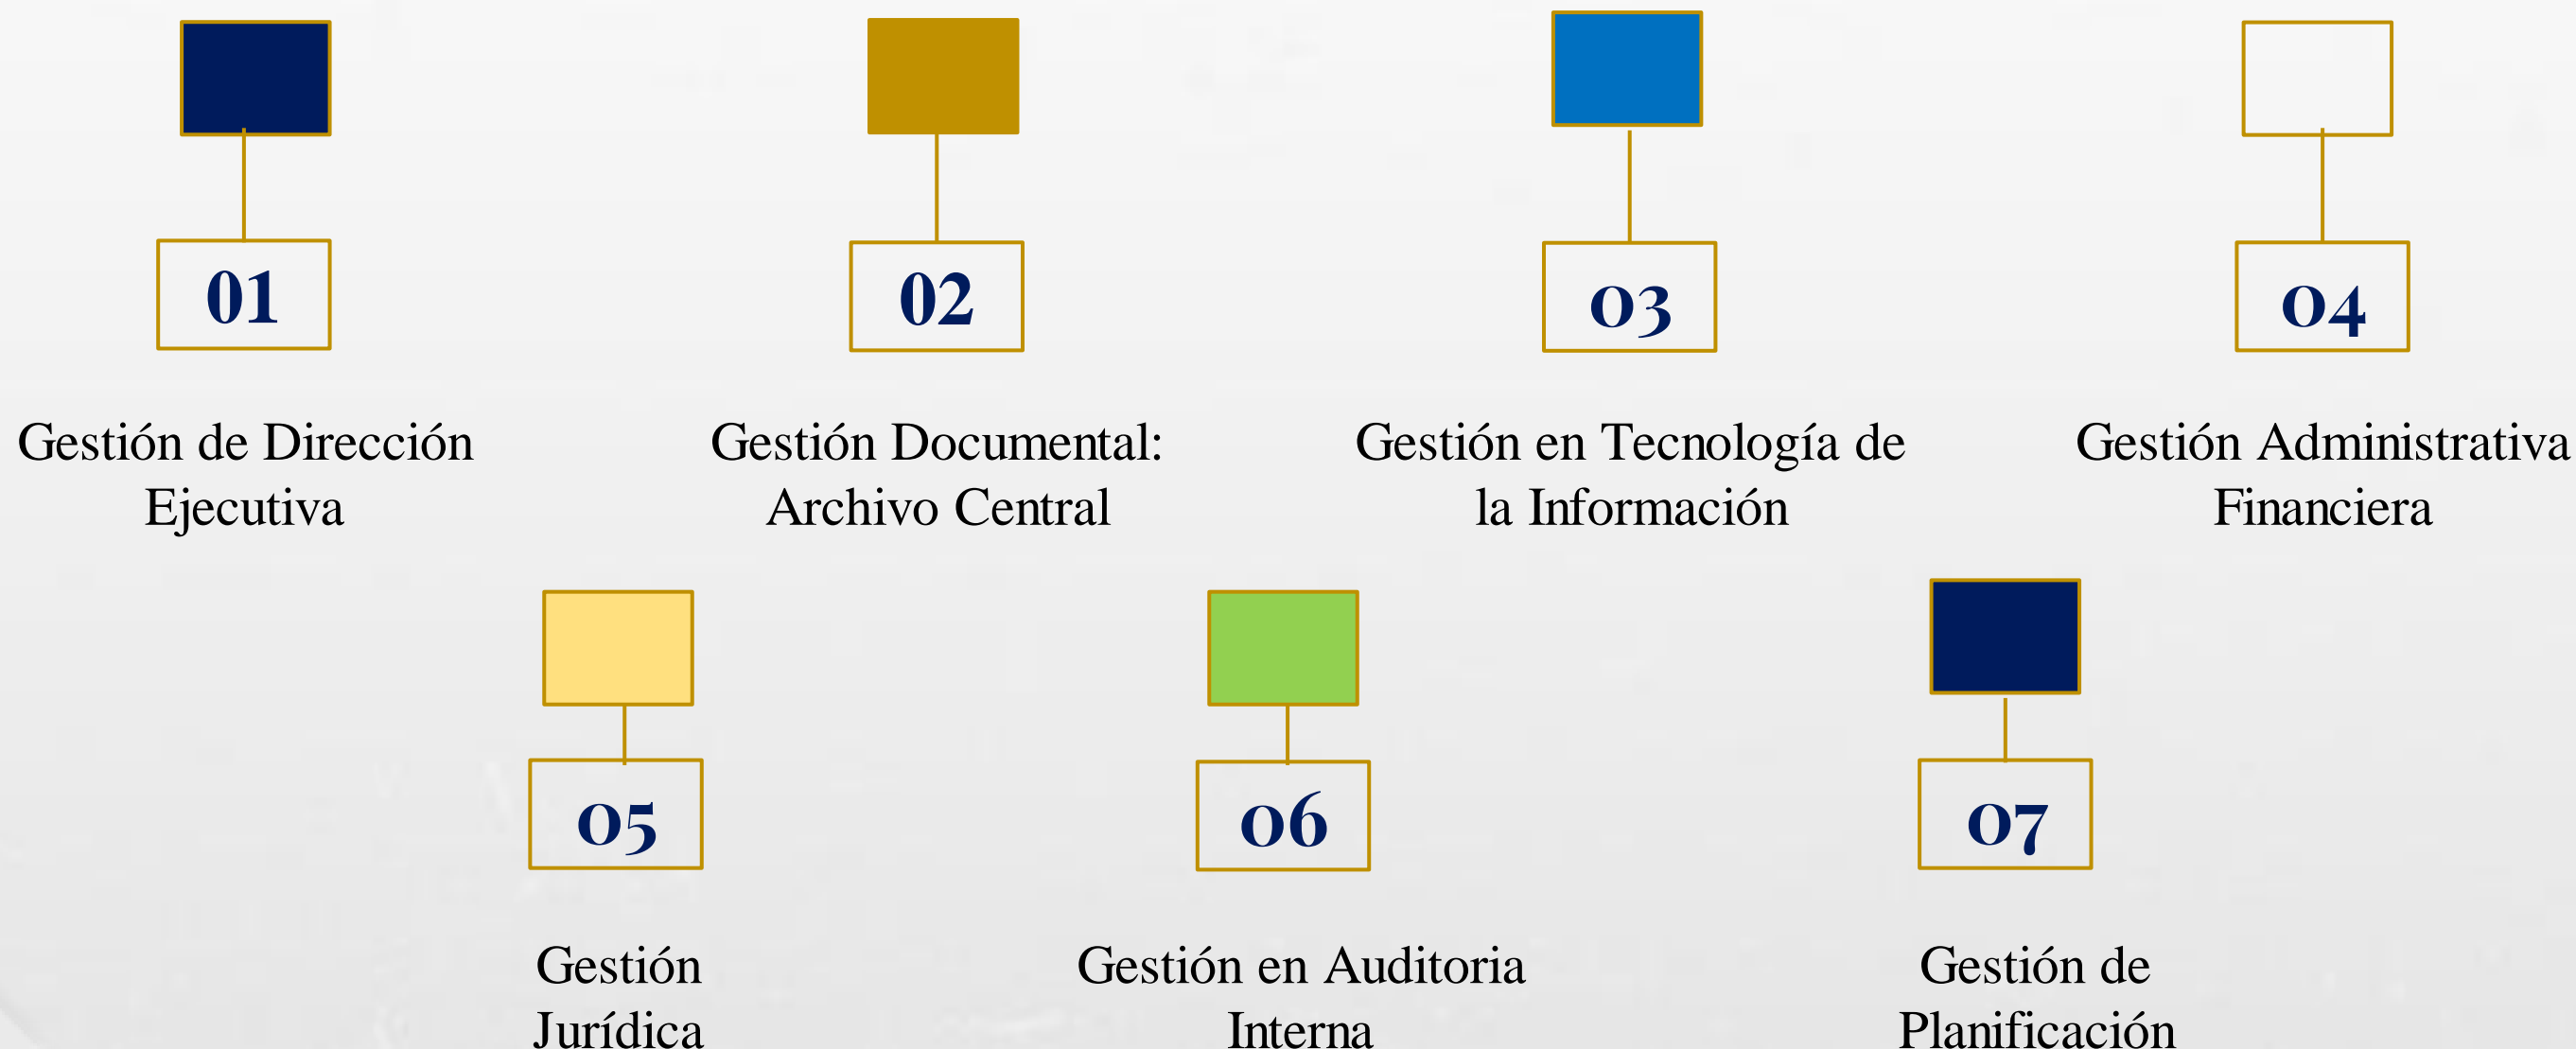 01
02
03
04
Gestión de Dirección
Ejecutiva
Gestión Documental:
Archivo Central
Gestión en Tecnología de
la Información
Gestión Administrativa
Financiera
05
06
07
Gestión
Jurídica
Gestión en Auditoria
Interna
Gestión de
Planificación